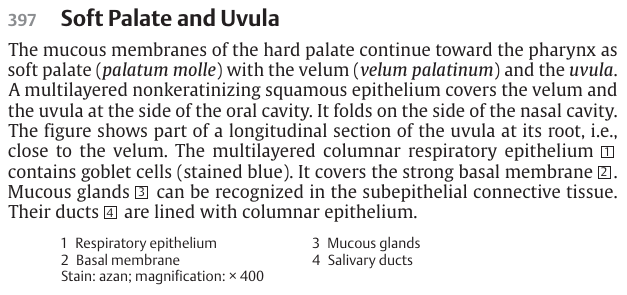 397 Soft Palate and Uvula
The mucous membranes of the hard palate continue toward the pharynx as
soft palate (palatum molle) with the velum (velum palatinum) and the uvula.
A multilayered nonkeratinizing squamous epithelium covers the velum and
the uvula at the side of the oral cavity. It folds on the side of the nasal cavity.
The figure shows part of a longitudinal section of the uvula at its root, i.e.,
close to the velum. The multilayered columnar respiratory epithelium 1
contains goblet cells (stained blue). It covers the strong basal membrane 2.
Mucous glands 3 can be recognized in the subepithelial connective tissue.
Their ducts 4 are lined with columnar epithelium.
1 Respiratory epithelium
2 Basal membrane
3 Mucous glands
4 Salivary ducts
Stain: azan; magnification: × 400